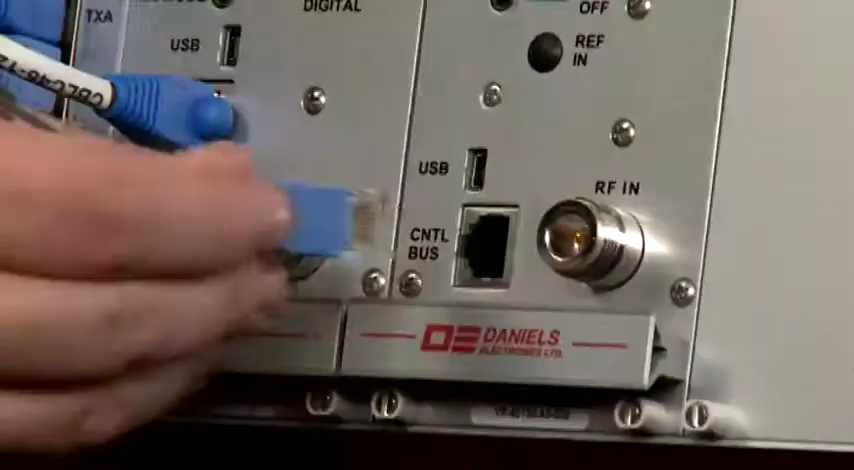 TXA
DIGITAL
OFF
USB
REF
IN
USB
RF IN
CNTL
BUS
DANIELS
ELECTRONICS LTD.